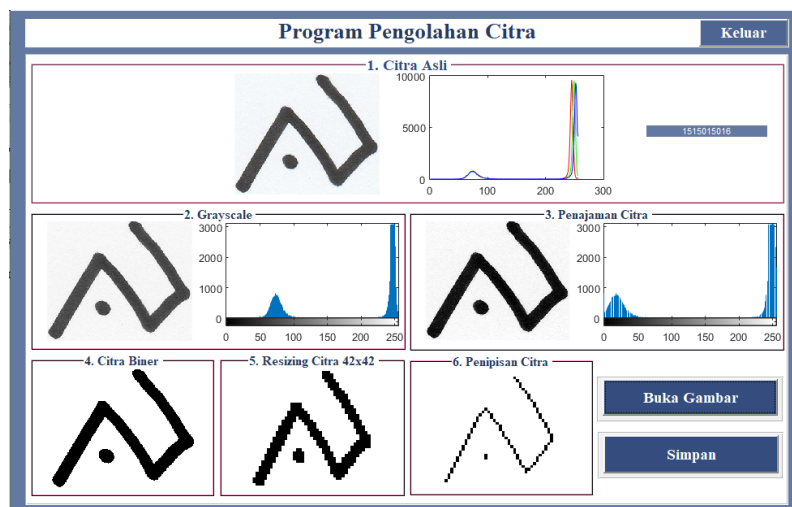 Program Pengolahan Citra
Keluar
1. Citra Asli
10000
5000
0
0 100 200 300
1515015016
2. Grayscale
3000
2000
1000
0
0 50 100 150 200 250
3. Penajaman Citra
3000
2000
1000
0
0 50 100 150 200 250
4. Citra Biner
5. Resizing Citra 42x42
6. Penipisan Citra
Buka Gambar
Simpan